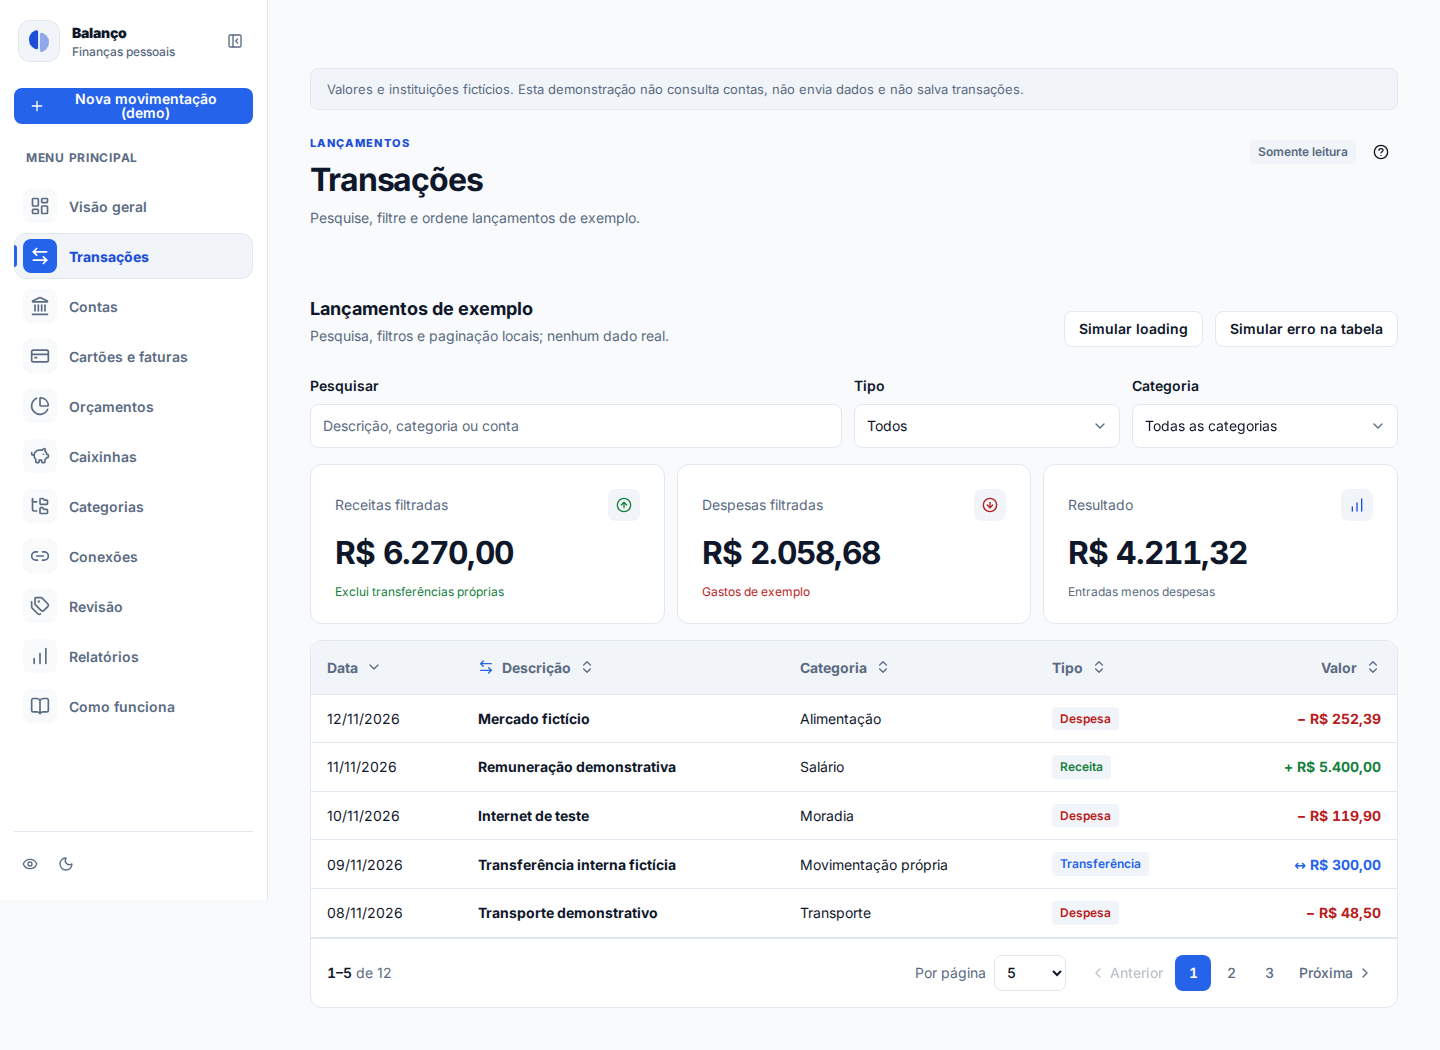 Balanço
Finanças pessoais
Nova movimentação
(demo)
MENU PRINCIPAL
Visão geral
Transações
Contas
Cartões e faturas
Orçamentos
Caixinhas
Categorias
Conexões
Revisão
Relatórios
Como funciona
Valores e instituições fictícios. Esta demonstração não consulta contas, não envia dados e não salva transações.
LANÇAMENTOS
Somente leitura
Transações
Pesquise, filtre e ordene lançamentos de exemplo.
Lançamentos de exemplo
Pesquisa, filtros e paginação locais; nenhum dado real.
Simular loading Simular erro na tabela
Pesquisar Tipo Categoria
Descrição, categoria ou conta Todos Todas as categorias
Receitas filtradas
R$ 6.270,00
Exclui transferências próprias
Despesas filtradas
R$ 2.058,68
Gastos de exemplo
Resultado
R$ 4.211,32
Entradas menos despesas
Data Descrição Categoria Tipo Valor
12/11/2026 Mercado fictício Alimentação Despesa − R$ 252,39
11/11/2026 Remuneração demonstrativa Salário Receita + R$ 5.400,00
10/11/2026 Internet de teste Moradia Despesa − R$ 119,90
09/11/2026 Transferência interna fictícia Movimentação própria Transferência ↔ R$ 300,00
08/11/2026 Transporte demonstrativo Transporte Despesa − R$ 48,50
1–5 de 12 Por página 5 Anterior 1 2 3 Próxima